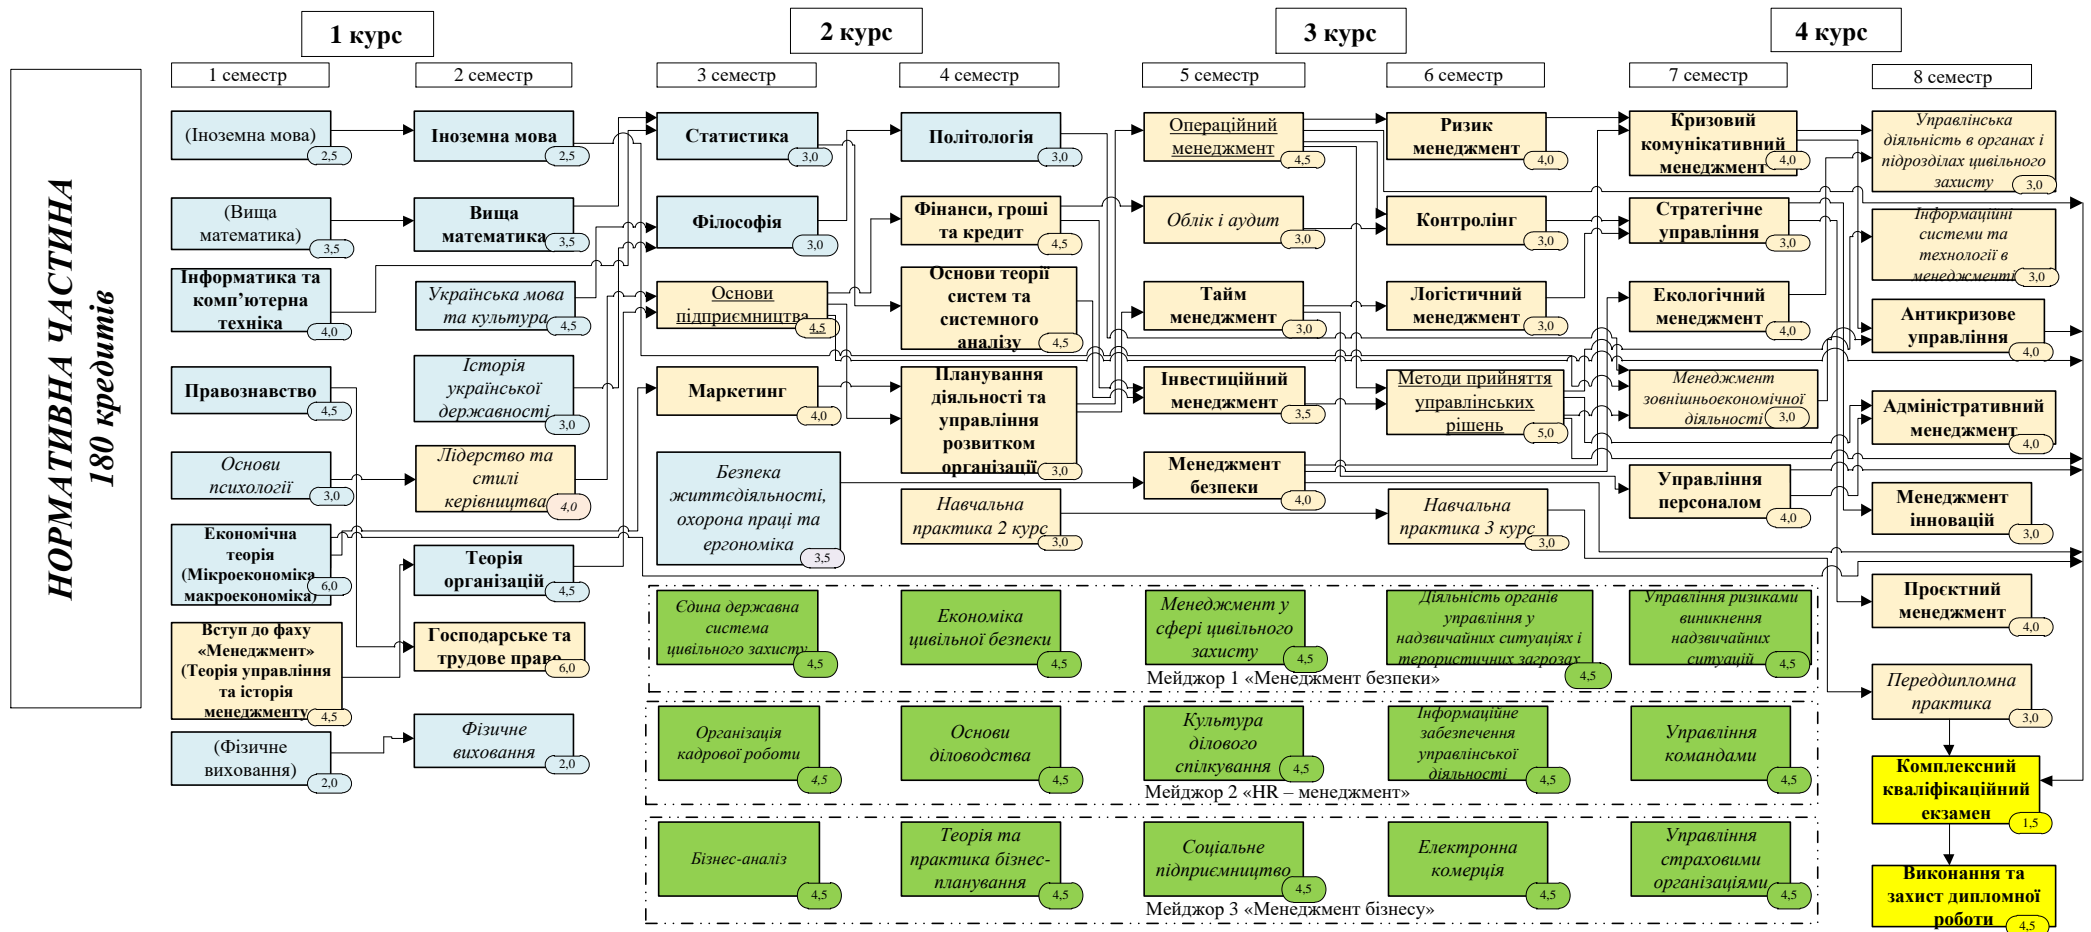 НОРМАТИВНА ЧАСТИНА
180 кредитів
1 курс
2 курс
3 курс
4 курс
1 семестр
2 семестр
3 семестр
4 семестр
5 семестр
6 семестр
7 семестр
8 семестр
(Іноземна мова)
2,5
(Вища
математика)
3,5
Інформатика та
комп’ютерна
техніка
4,0
Правознавство
4,5
Основи
психології
3,0
Економічна
теорія
(Мікроекономіка
макроекономіка)
6,0
Вступ до фаху
«Менеджмент»
(Теорія управління
та історія
менеджменту
4,5
(Фізичне
виховання)
2,0
Іноземна мова
2,5
Вища
математика
3,5
Українська мова
та культура
4,5
Історія
української
державності
3,0
Лідерство та
стилі
керівництва
4,0
Теорія
організацій
4,5
Господарське та
трудове право
6,0
Фізичне
виховання
2,0
Статистика
3,0
Філософія
3,0
Основи
підприємництва
4,5
Маркетинг
4,0
Безпека
життєдіяльності,
охорона праці та
ергономіка
3,5
Політологія
3,0
Фінанси, гроші
та кредит
4,5
Основи теорії
систем та
системного
аналізу
4,5
Планування
діяльності та
управління
розвитком
організації
3,0
Навчальна
практика 2 курс
3,0
Операційний
менеджмент
4,5
Облік і аудит
3,0
Тайм
менеджмент
3,0
Інвестиційний
менеджмент
3,5
Менеджмент
безпеки
4,0
Ризик
менеджмент
4,0
Контролінг
3,0
Логістичний
менеджмент
3,0
Методи прийняття
управлінських
рішень
5,0
Навчальна
практика 3 курс
3,0
Кризовий
комунікативний
менеджмент
4,0
Стратегічне
управління
3,0
Екологічний
менеджмент
4,0
Менеджмент
зовнішньоекономічної
діяльності
3,0
Управління
персоналом
4,0
Управлінська
діяльність в органах і
підрозділах цивільного
захисту
3,0
Інформаційні
системи та
технології в
менеджменті
3,0
Антикризове
управління
4,0
Адміністративний
менеджмент
4,0
Менеджмент
інновацій
3,0
Проєктний
менеджмент
4,0
Переддипломна
практика
3,0
Комплексний
кваліфікаційний
екзамен
1,5
Виконання та
захист дипломної
роботи
4,5
Єдина державна
система
цивільного захисту
4,5
Економіка
цивільної безпеки
4,5
Менеджмент у
сфері цивільного
захисту
4,5
Діяльність органів
управління у
надзвичайних ситуаціях і
терористичних загрозах
4,5
Управління ризиками
виникнення
надзвичайних
ситуацій
4,5
Мейджор 1 «Менеджмент безпеки»
Організація
кадрової роботи
4,5
Основи
діловодства
4,5
Культура
ділового
спілкування
4,5
Інформаційне
забезпечення
управлінської
діяльності
4,5
Управління
командами
4,5
Мейджор 2 «HR – менеджмент»
Бізнес-аналіз
4,5
Теорія та
практика бізнес-
планування
4,5
Соціальне
підприємництво
4,5
Електронна
комерція
4,5
Управління
страховими
організаціями
4,5
Мейджор 3 «Менеджмент бізнесу»